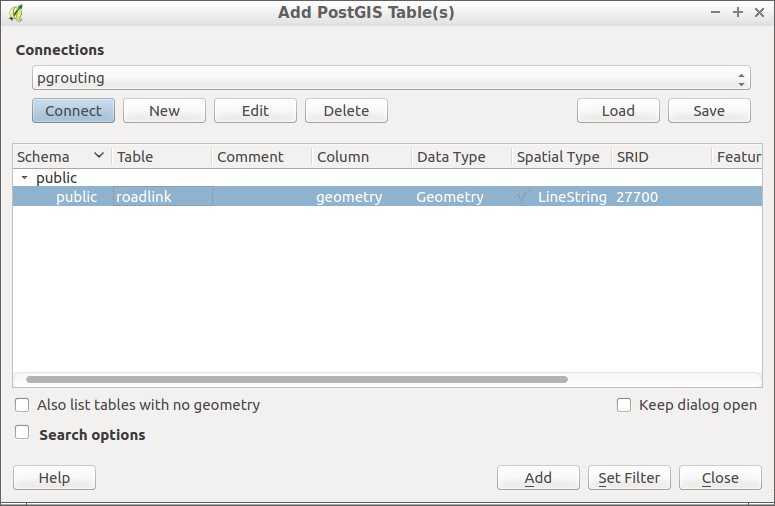 Add PostGIS Table(s)
Connections
pgrouting
Connect New Edit Delete Load Save
Schema Table Comment Column Data Type Spatial Type SRID Featur
public
public roadlink geometry Geometry LineString 27700
Also list tables with no geometry Keep dialog open
Search options
Help Add Set Filter Close